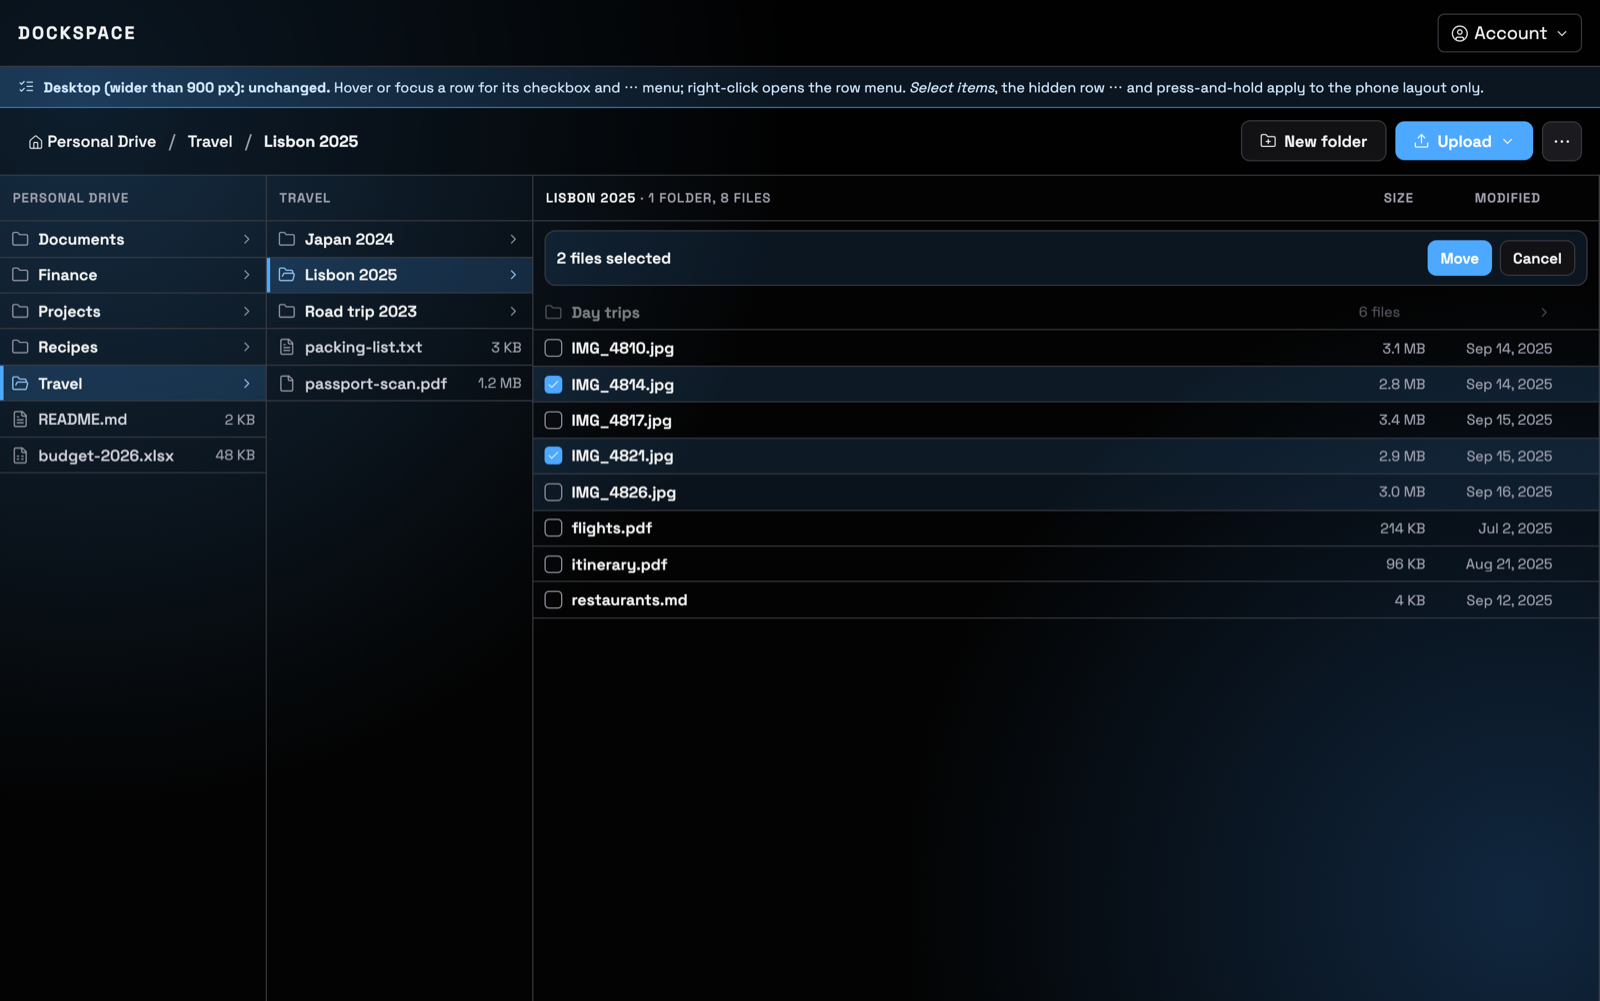 DOCKSPACE
Account
Desktop (wider than 900 px): unchanged. Hover or focus a row for its checkbox and ··· menu; right-click opens the row menu. Select items, the hidden row ··· and press-and-hold apply to the phone layout only.
Personal Drive / Travel / Lisbon 2025
New folder
Upload
···
PERSONAL DRIVE
Documents
Finance
Projects
Recipes
Travel
README.md 2 KB
budget-2026.xlsx 48 KB
TRAVEL
Japan 2024
Lisbon 2025
Road trip 2023
packing-list.txt 3 KB
passport-scan.pdf 1.2 MB
LISBON 2025 · 1 FOLDER, 8 FILES SIZE MODIFIED
2 files selected Move Cancel
Day trips 6 files
IMG_4810.jpg 3.1 MB Sep 14, 2025
IMG_4814.jpg 2.8 MB Sep 14, 2025
IMG_4817.jpg 3.4 MB Sep 15, 2025
IMG_4821.jpg 2.9 MB Sep 15, 2025
IMG_4826.jpg 3.0 MB Sep 16, 2025
flights.pdf 214 KB Jul 2, 2025
itinerary.pdf 96 KB Aug 21, 2025
restaurants.md 4 KB Sep 12, 2025